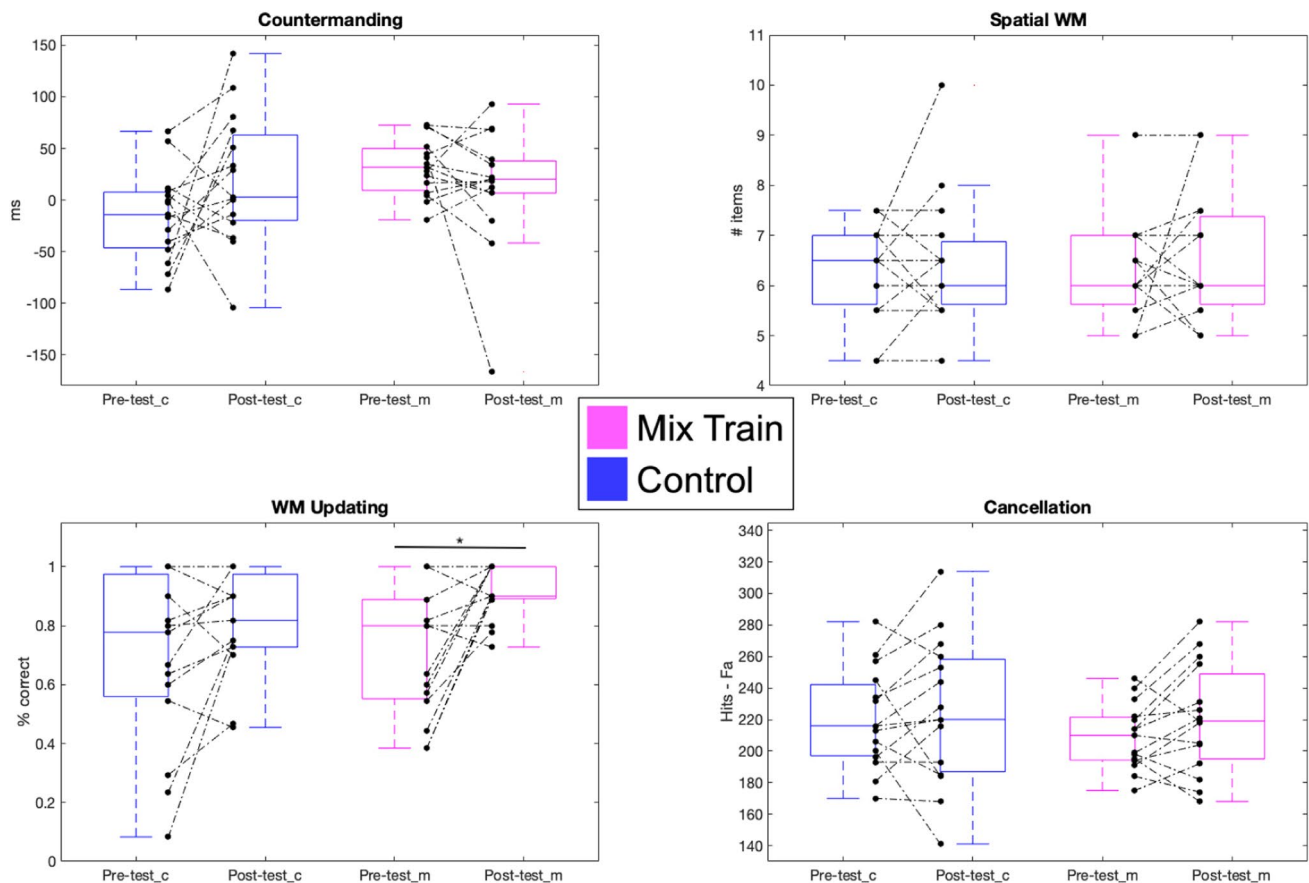 Countermanding
150
100
50
0
-50
-100
-150
ms
Pre-test_c Post-test_c Pre-test_m Post-test_m
Spatial WM
11
10
9
8
7
6
5
4
# items
Pre-test_c Post-test_c Pre-test_m Post-test_m
Mix Train
Control
WM Updating
*
1
0.8
0.6
0.4
0.2
0
% correct
Pre-test_c Post-test_c Pre-test_m Post-test_m
Cancellation
340
320
300
280
260
240
220
200
180
160
140
Hits - Fa
Pre-test_c Post-test_c Pre-test_m Post-test_m